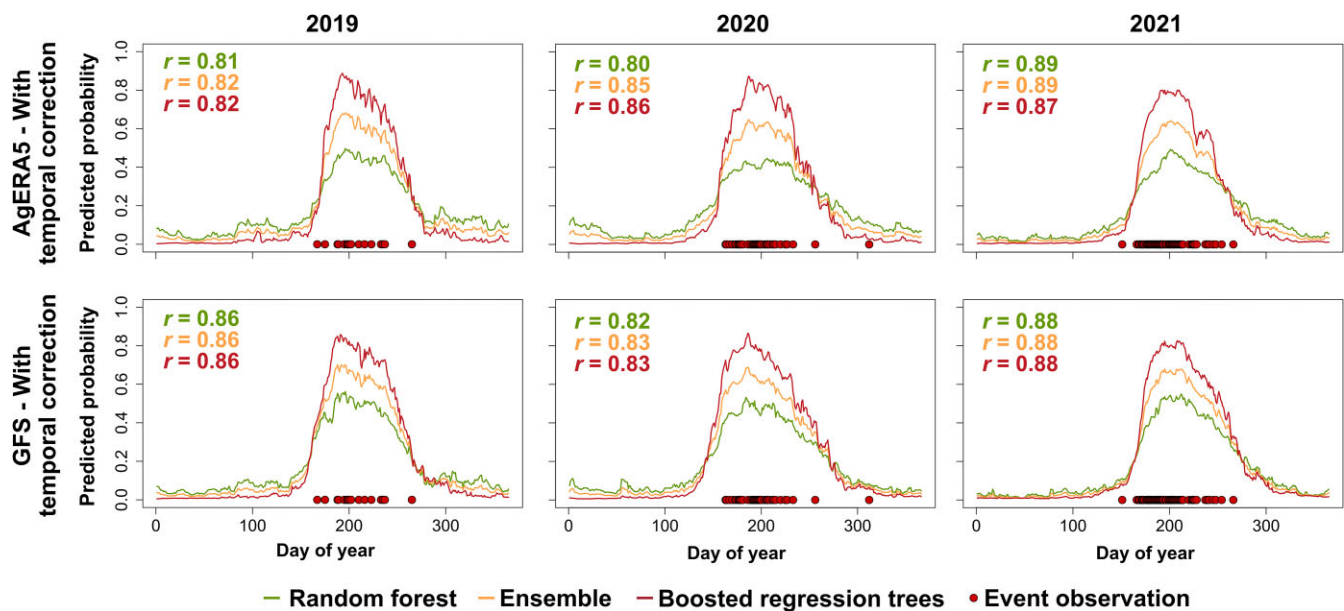 2019
2020
2021
AgERA5 - With
temporal correction
Predicted probability
1.0
0.8
0.6
0.4
0.2
0.0
r = 0.81
r = 0.82
r = 0.82
r = 0.80
r = 0.85
r = 0.86
r = 0.89
r = 0.89
r = 0.87
GFS - With
temporal correction
Predicted probability
1.0
0.8
0.6
0.4
0.2
0.0
r = 0.86
r = 0.86
r = 0.86
r = 0.82
r = 0.83
r = 0.83
r = 0.88
r = 0.88
r = 0.88
0 100 200 300
0 100 200 300
0 100 200 300
Day of year
Day of year
Day of year
Random forest Ensemble Boosted regression trees Event observation